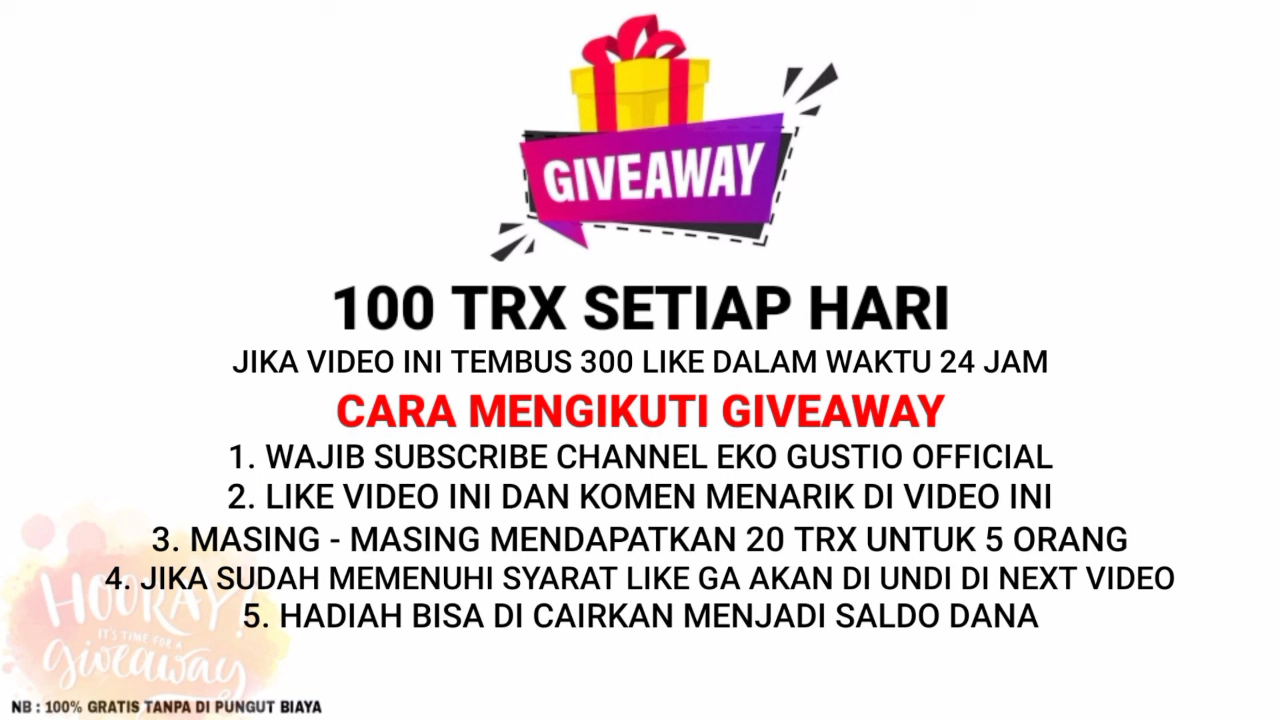 GIVEAWAY
100 TRX SETIAP HARI
JIKA VIDEO INI TEMBUS 300 LIKE DALAM WAKTU 24 JAM
CARA MENGIKUTI GIVEAWAY
1. WAJIB SUBSCRIBE CHANNEL EKO GUSTIO OFFICIAL
2. LIKE VIDEO INI DAN KOMEN MENARIK DI VIDEO INI
3. MASING - MASING MENDAPATKAN 20 TRX UNTUK 5 ORANG
4. JIKA SUDAH MEMENUHI SYARAT LIKE GA AKAN DI UNDI DI NEXT VIDEO
5. HADIAH BISA DI CAIRKAN MENJADI SALDO DANA
HOORAY!
IT'S TIME FOR A
giveaway
NB : 100% GRATIS TANPA DI PUNGUT BIAYA